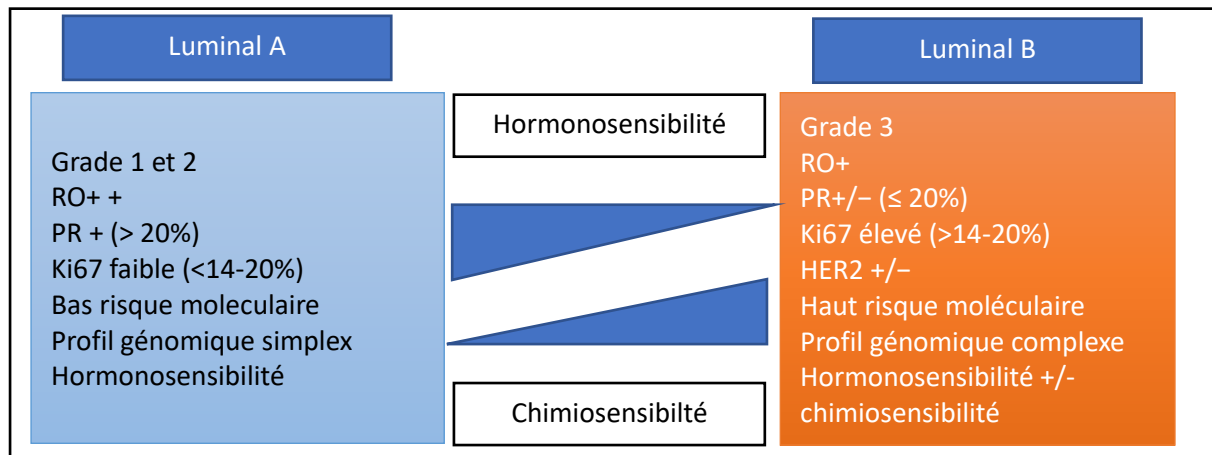 Luminal A
Grade 1 et 2
RO+ +
PR + (> 20%)
Ki67 faible (<14-20%)
Bas risque moleculaire
Profil génomique simplex
Hormonosensibilité
Hormonosensibilité
Chimiosensibilté
Luminal B
Grade 3
RO+
PR+/− (≤ 20%)
Ki67 élevé (>14-20%)
HER2 +/−
Haut risque moléculaire
Profil génomique complexe
Hormonosensibilité +/-
chimiosensibilité